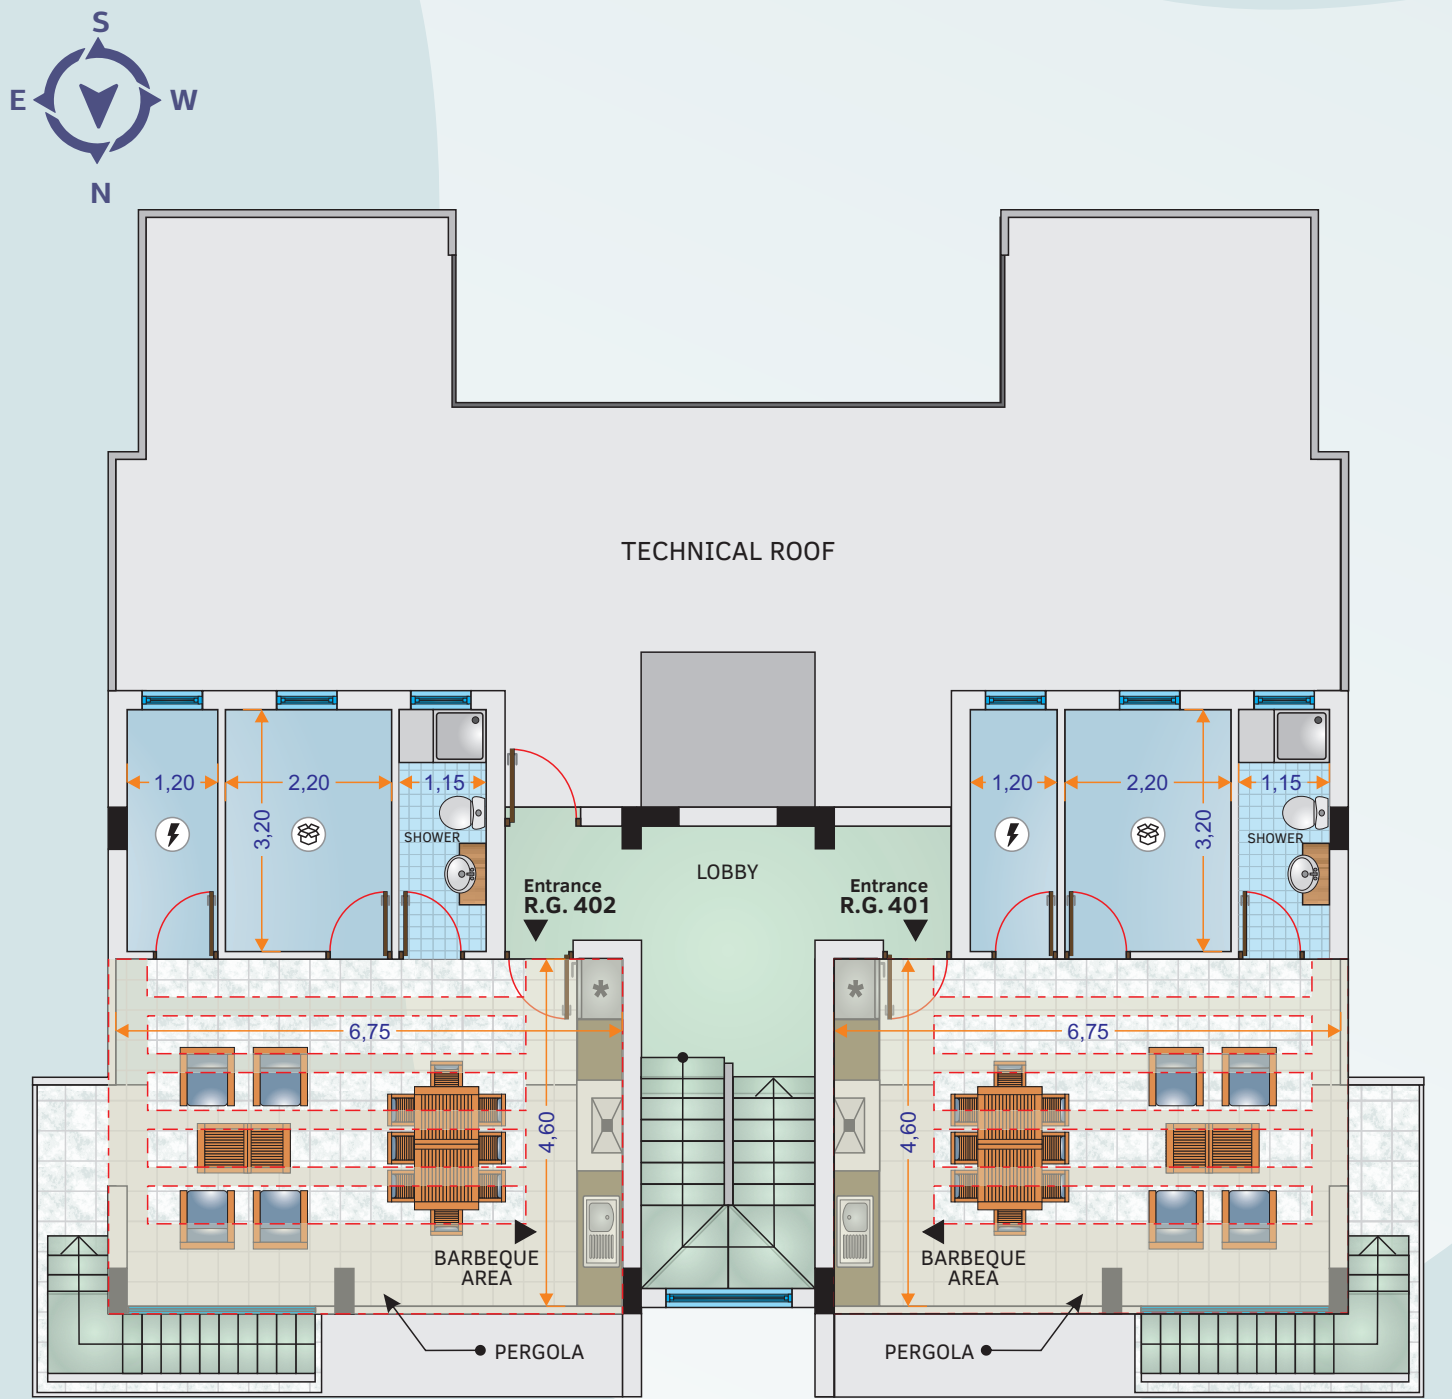 S
E
W
N
TECHNICAL ROOF
1,20
2,20
1,15
3,20
SHOWER
1,20
2,20
1,15
3,20
SHOWER
LOBBY
Entrance
R.G. 402
Entrance
R.G. 401
*
*
6,75
6,75
4,60
4,60
BARBEQUE
AREA
BARBEQUE
AREA
PERGOLA
PERGOLA